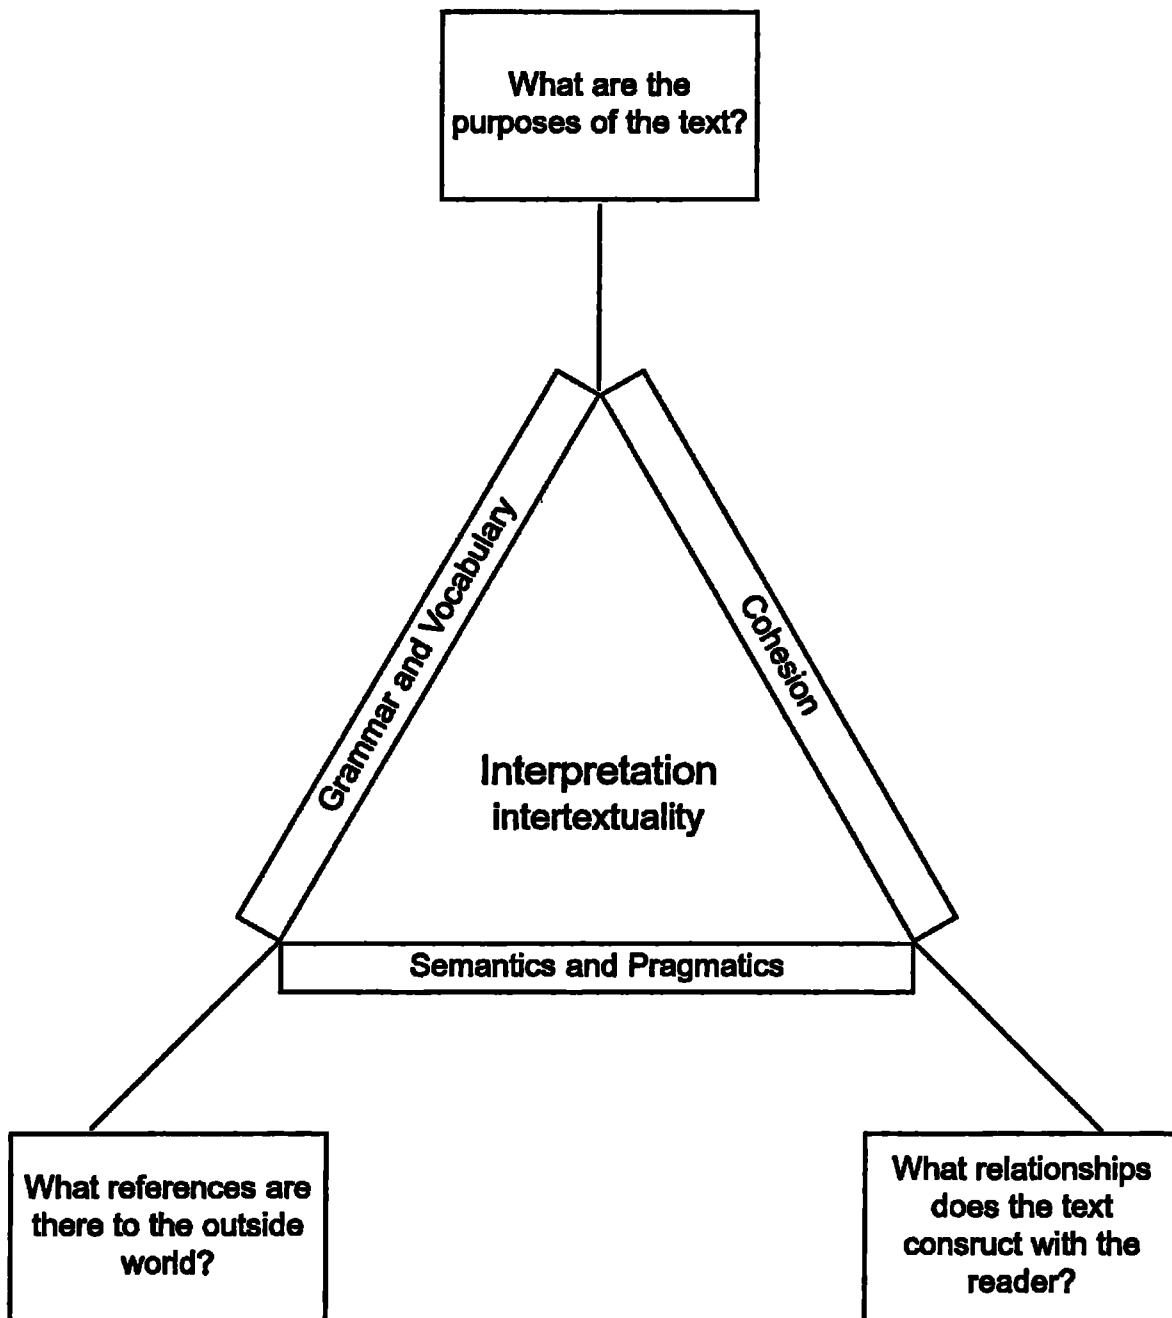 What are the
purposes of the text?
Grammar and Vocabulary
Cohesion
Interpretation
intertextuality
Semantics and Pragmatics
What references are
there to the outside
world?
What relationships
does the text
consruct with the
reader?